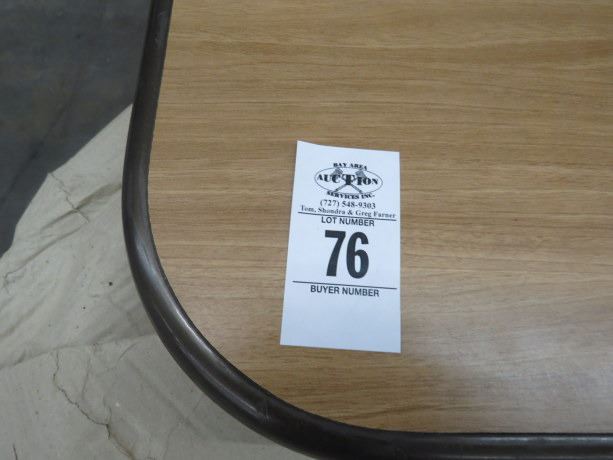 BAY AREA
AUCTION
SERVICES INC.
(727) 548-9303
Tom, Shondra & Greg Farner
LOT NUMBER
76
BUYER NUMBER